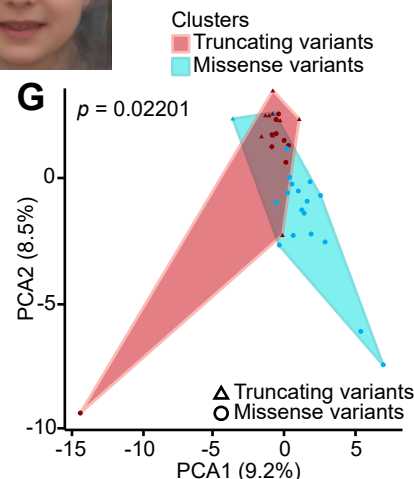 Clusters
Truncating variants
Missense variants
G
p = 0.02201
0
-5
-10
PCA2 (8.5%)
Truncating variants
Missense variants
-15 -10 -5 0 5
PCA1 (9.2%)